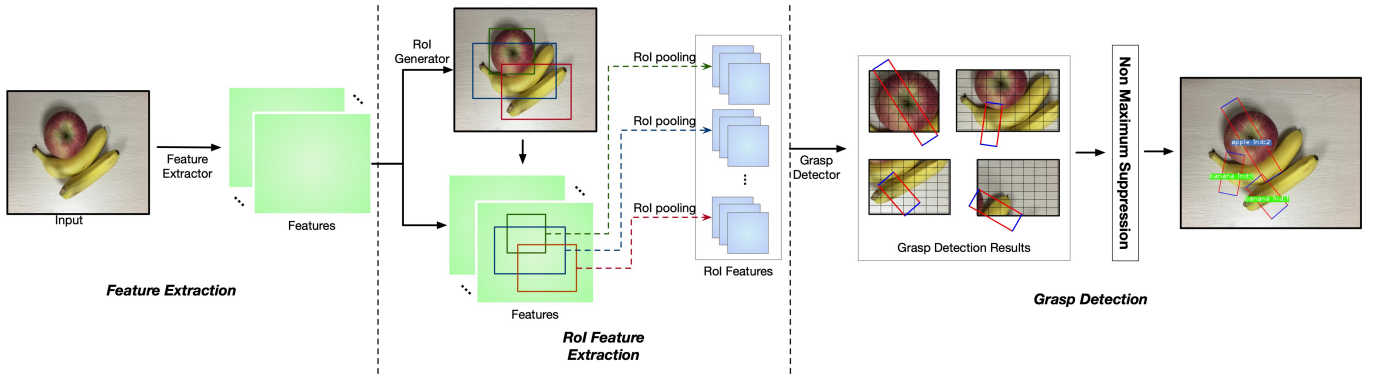 Input
Feature
Extractor
Features
Feature Extraction
RoI
Generator
Features
RoI pooling
RoI pooling
RoI pooling
RoI Features
RoI Feature
Extraction
Grasp
Detector
Grasp Detection Results
Non Maximum Suppression
Grasp Detection